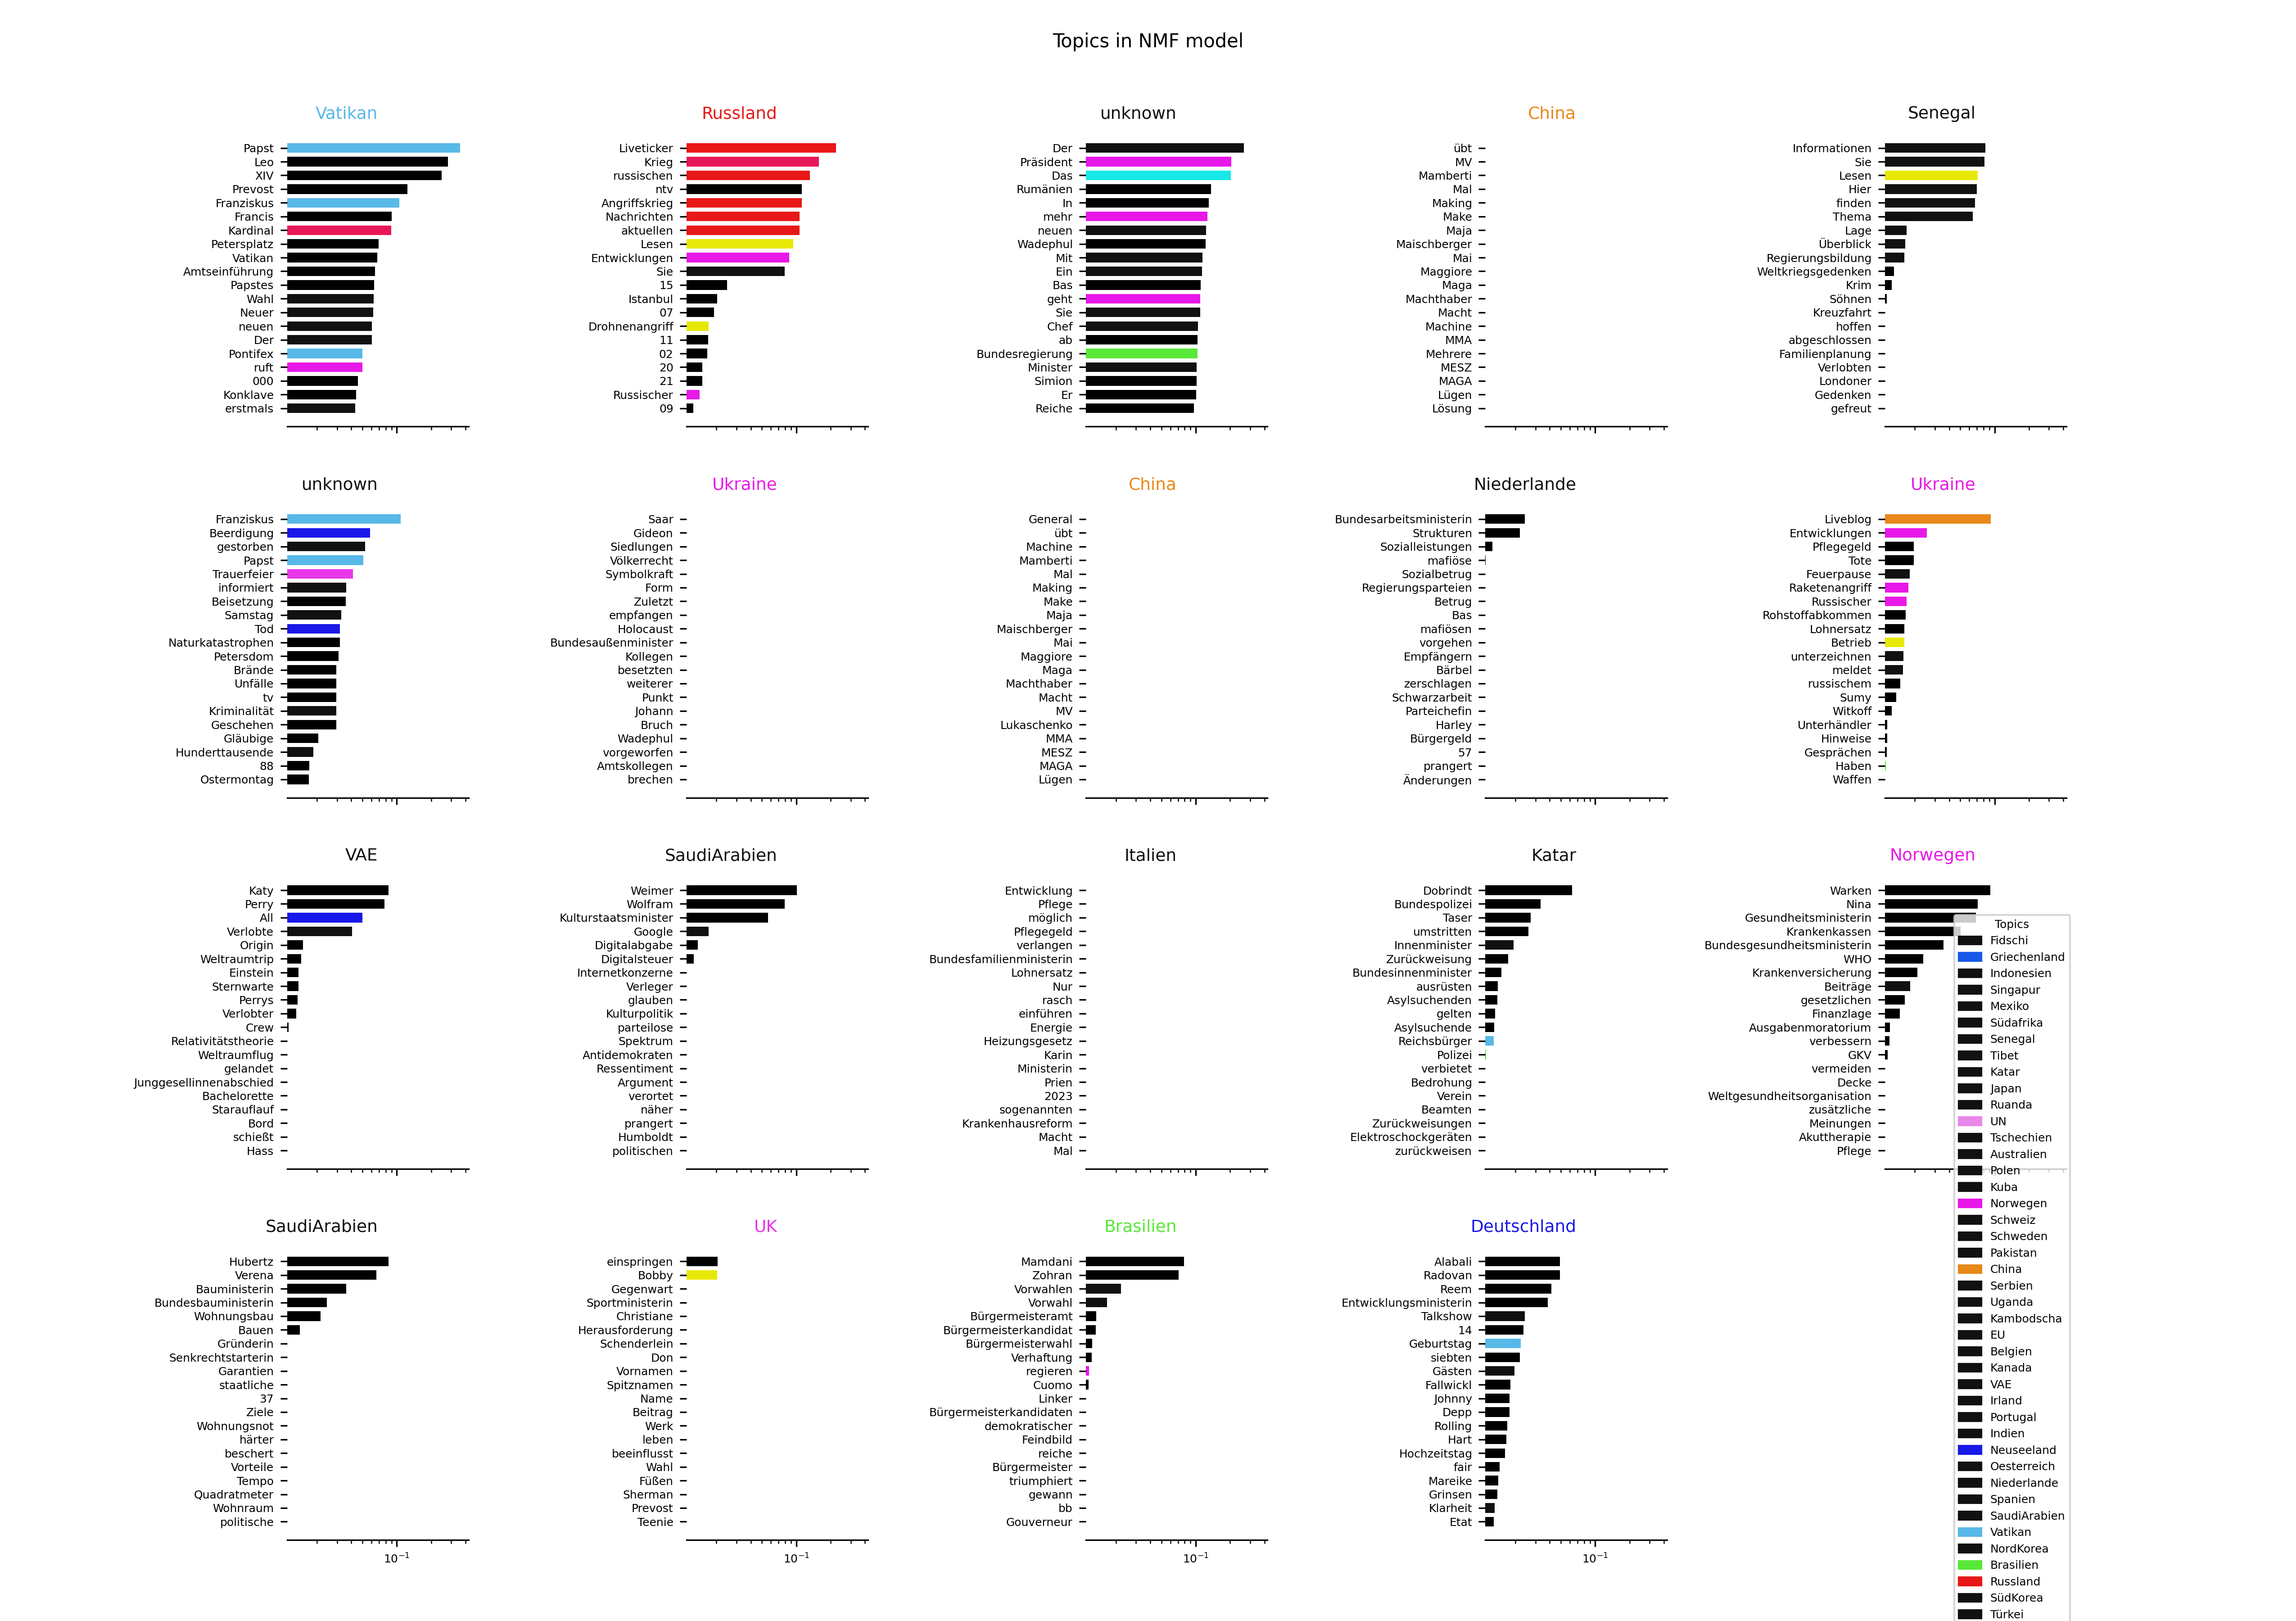 Topics in NMF model
Vatikan
Papst
Leo
XIV
Prevost
Franziskus
Francis
Kardinal
Petersplatz
Vatikan
Amtseinführung
Papstes
Wahl
Neuer
neuen
Der
Pontifex
ruft
000
Konklave
erstmals
Russland
Liveticker
Krieg
russischen
ntv
Angriffskrieg
Nachrichten
aktuellen
Lesen
Entwicklungen
Sie
15
Istanbul
07
Drohnenangriff
11
02
20
21
Russischer
09
unknown
Der
Präsident
Das
Rumänien
In
mehr
neuen
Wadephul
Mit
Ein
Bas
geht
Sie
Chef
ab
Bundesregierung
Minister
Simion
Er
Reiche
China
übt
MV
Mamberti
Mal
Making
Make
Maja
Maischberger
Mai
Maggiore
Maga
Machthaber
Macht
Machine
MMA
Mehrere
MESZ
MAGA
Lügen
Lösung
Senegal
Informationen
Sie
Lesen
Hier
finden
Thema
Lage
Überblick
Regierungsbildung
Weltkriegsgedenken
Krim
Söhnen
Kreuzfahrt
hoffen
abgeschlossen
Familienplanung
Verlobten
Londoner
Gedenken
gefreut
unknown
Franziskus
Beerdigung
gestorben
Papst
Trauerfeier
informiert
Beisetzung
Samstag
Tod
Naturkatastrophen
Petersdom
Brände
Unfälle
tv
Kriminalität
Geschehen
Gläubige
Hunderttausende
88
Ostermontag
Ukraine
Saar
Gideon
Siedlungen
Völkerrecht
Symbolkraft
Form
Zuletzt
empfangen
Holocaust
Bundesaußenminister
Kollegen
besetzten
weiterer
Punkt
Johann
Bruch
Wadephul
vorgeworfen
Amtskollegen
brechen
China
General
übt
Machine
Mamberti
Mal
Making
Make
Maja
Maischberger
Mai
Maggiore
Maga
Machthaber
Macht
MV
Lukaschenko
MMA
MESZ
MAGA
Lügen
Niederlande
Bundesarbeitsministerin
Strukturen
Sozialleistungen
mafiöse
Sozialbetrug
Regierungsparteien
Betrug
Bas
mafiösen
vorgehen
Empfängern
Bärbel
zerschlagen
Schwarzarbeit
Parteichefin
Harley
Bürgergeld
57
prangert
Änderungen
Ukraine
Liveblog
Entwicklungen
Pflegegeld
Tote
Feuerpause
Raketenangriff
Russischer
Rohstoffabkommen
Lohnersatz
Betrieb
unterzeichnen
meldet
russischem
Sumy
Witkoff
Unterhändler
Hinweise
Gesprächen
Haben
Waffen
VAE
Katy
Perry
All
Verlobte
Origin
Weltraumtrip
Einstein
Sternwarte
Perrys
Verlobter
Crew
Relativitätstheorie
Weltraumflug
gelandet
Junggesellinnenabschied
Bachelorette
Starauflauf
Bord
schießt
Hass
SaudiArabien
Weimer
Wolfram
Kulturstaatsminister
Google
Digitalabgabe
Digitalsteuer
Internetkonzerne
Verleger
glauben
Kulturpolitik
parteilose
Spektrum
Antidemokraten
Ressentiment
Argument
verortet
näher
prangert
Humboldt
politischen
Italien
Entwicklung
Pflege
möglich
Pflegegeld
verlangen
Bundesfamilienministerin
Lohnersatz
Nur
rasch
einführen
Energie
Heizungsgesetz
Karin
Ministerin
Prien
2023
sogenannten
Krankenhausreform
Macht
Mal
Katar
Dobrindt
Bundespolizei
Taser
umstritten
Innenminister
Zurückweisung
Bundesinnenminister
ausrüsten
Asylsuchenden
gelten
Asylsuchende
Reichsbürger
Polizei
verbietet
Bedrohung
Verein
Beamten
Zurückweisungen
Elektroschockgeräten
zurückweisen
Norwegen
Warken
Nina
Gesundheitsministerin
Krankenkassen
Bundesgesundheitsministerin
WHO
Krankenversicherung
Beiträge
gesetzlichen
Finanzlage
Ausgabenmoratorium
verbessern
GKV
vermeiden
Decke
Weltgesundheitsorganisation
zusätzliche
Meinungen
Akuttherapie
Pflege
SaudiArabien
Hubertz
Verena
Bauministerin
Bundesbauministerin
Wohnungsbau
Bauen
Gründerin
Senkrechtstarterin
Garantien
staatliche
37
Ziele
Wohnungsnot
härter
beschert
Vorteile
Tempo
Quadratmeter
Wohnraum
politische
10⁻¹
UK
einspringen
Bobby
Gegenwart
Sportministerin
Christiane
Herausforderung
Schenderlein
Don
Vornamen
Spitznamen
Name
Beitrag
Werk
leben
beeinflusst
Wahl
Füßen
Sherman
Prevost
Teenie
10⁻¹
Brasilien
Mamdani
Zohran
Vorwahlen
Vorwahl
Bürgermeisteramt
Bürgermeisterkandidat
Bürgermeisterwahl
Verhaftung
regieren
Cuomo
Linker
Bürgermeisterkandidaten
demokratischer
Feindbild
reiche
Bürgermeister
triumphiert
gewann
bb
Gouverneur
10⁻¹
Deutschland
Alabali
Radovan
Reem
Entwicklungsministerin
Talkshow
14
Geburtstag
siebten
Gästen
Fallwickl
Johnny
Depp
Rolling
Hart
Hochzeitstag
fair
Mareike
Grinsen
Klarheit
Etat
10⁻¹
Topics
Fidschi
Griechenland
Indonesien
Singapur
Mexiko
Südafrika
Senegal
Tibet
Katar
Japan
Ruanda
UN
Tschechien
Australien
Polen
Kuba
Norwegen
Schweiz
Schweden
Pakistan
China
Serbien
Uganda
Kambodscha
EU
Belgien
Kanada
VAE
Irland
Portugal
Indien
Neuseeland
Oesterreich
Niederlande
Spanien
SaudiArabien
Vatikan
NordKorea
Brasilien
Russland
SüdKorea
Türkei